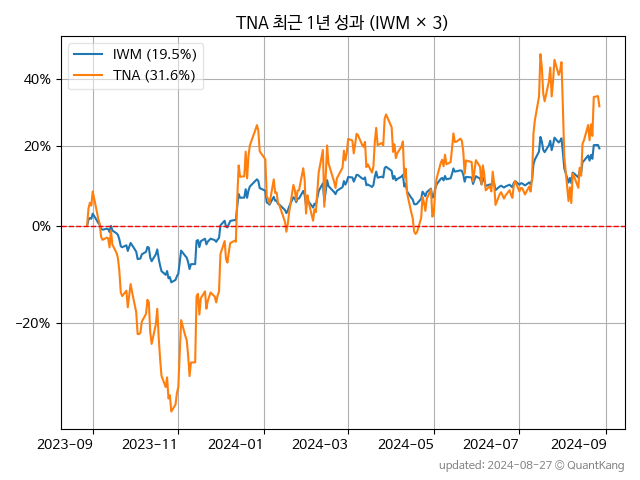 TNA 최근 1년 성과 (IWM × 3)
IWM (19.5%)
TNA (31.6%)
40%
20%
0%
−20%
2023-09 2023-11 2024-01 2024-03 2024-05 2024-07 2024-09
updated: 2024-08-27 © QuantKang